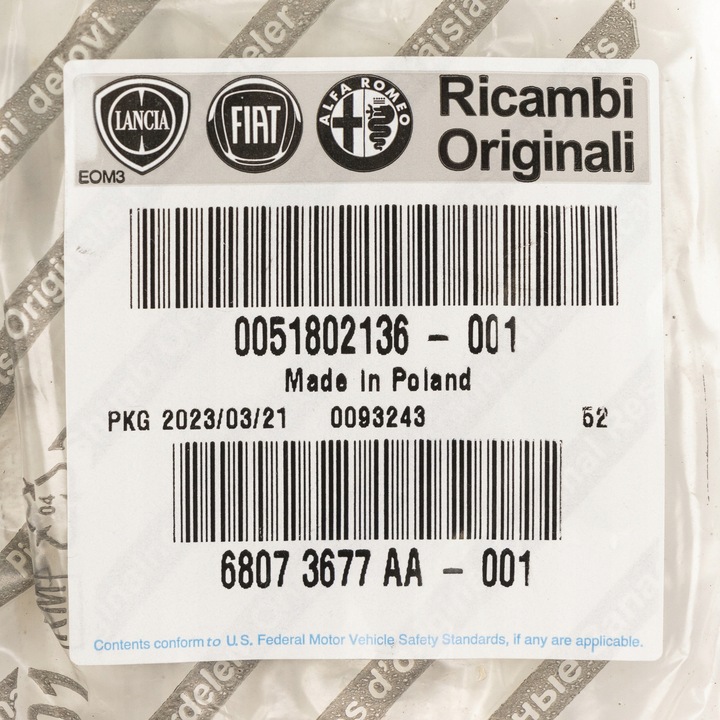 LANCIA
FIAT
ALFA ROMEO
Ricambi
Originali
EOM3
0051802136 - 001
Made in Poland
PKG 2023/03/21 0093243 52
6807 3677 AA - 001
Contents conform to U.S. Federal Motor Vehicle Safety Standards, if any are applicable.